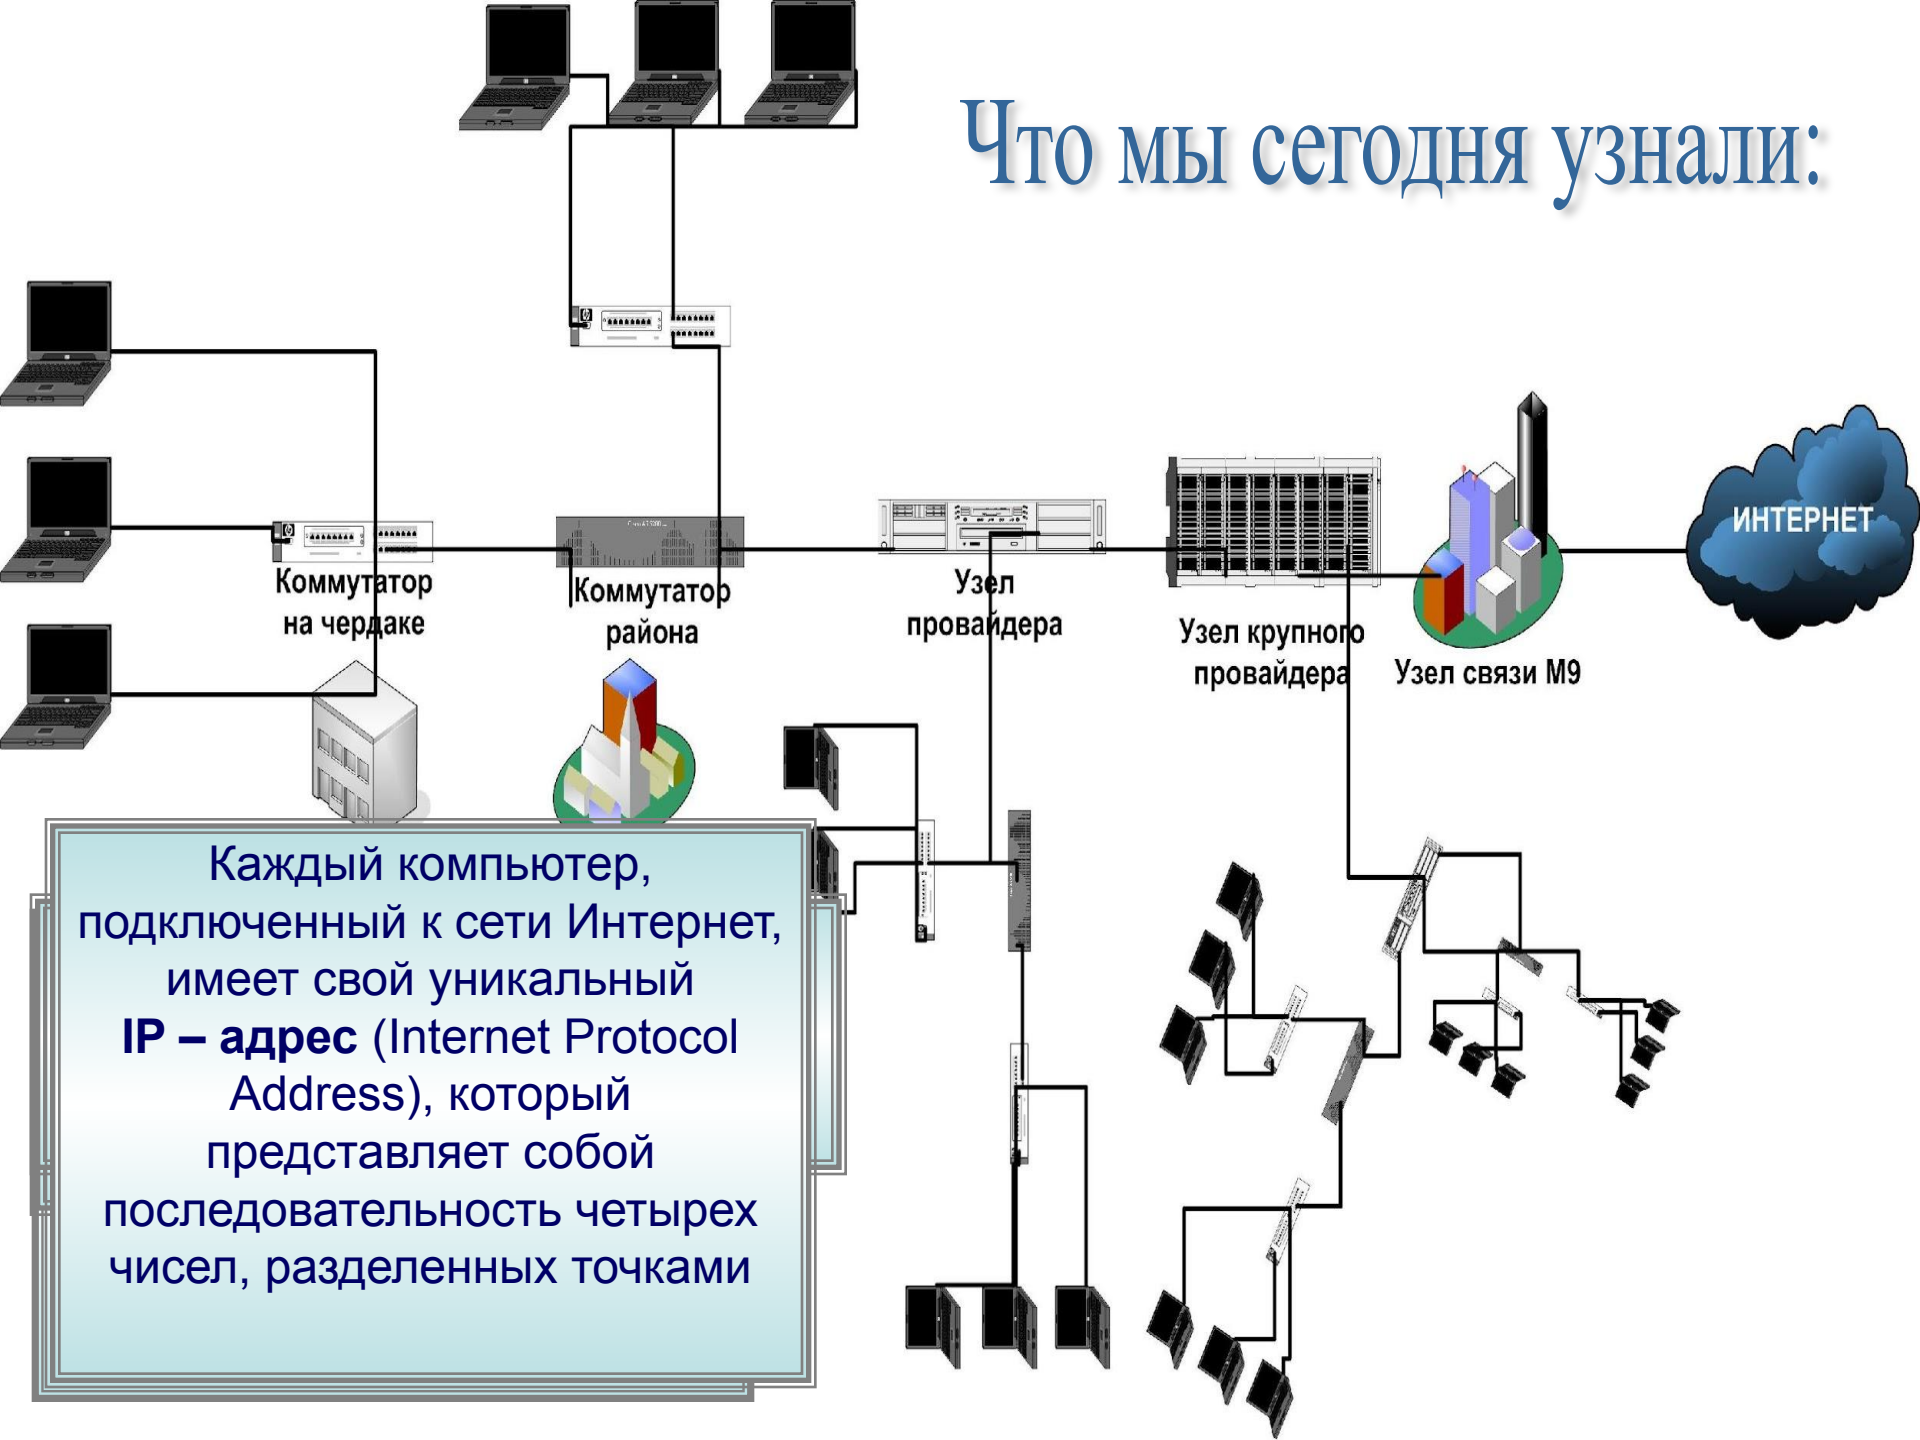 Что мы сегодня узнали:
ИНТЕРНЕТ
Коммутатор
на чердаке
Коммутатор
района
Узел
провайдера
Узел крупного
провайдера
Узел связи М9
Каждый компьютер,
подключенный к сети Интернет,
имеет свой уникальный
IP – адрес (Internet Protocol
Address), который
представляет собой
последовательность четырех
чисел, разделенных точками